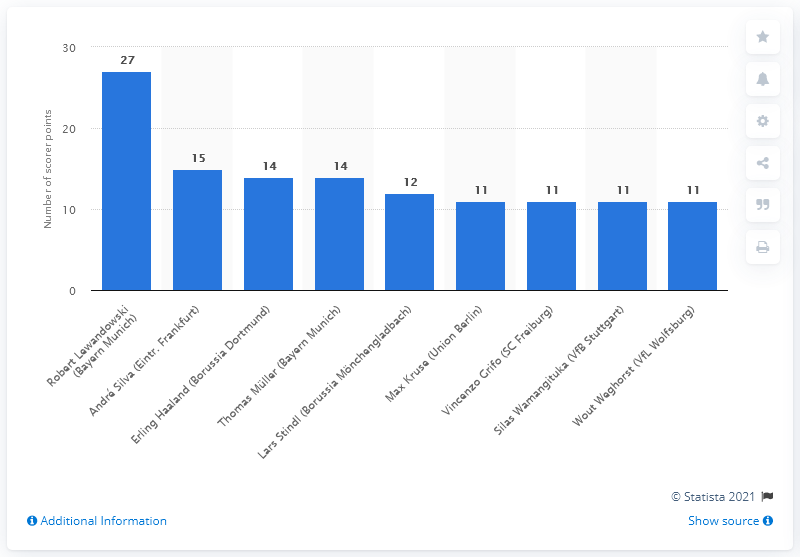 30
20
10
0
Number of scorer points
27
15
14
14
12
11
11
11
11
Robert Lewandowski
(Bayern Munich)
André Silva (Eintr. Frankfurt)
Erling Haaland (Borussia Dortmund)
Thomas Müller (Bayern Munich)
Lars Stindl (Borussia Mönchengladbach)
Max Kruse (Union Berlin)
Vincenzo Grifo (SC Freiburg)
Silas Wamangituka (VfB Stuttgart)
Wout Weghorst (VfL Wolfsburg)
© Statista 2021
Additional Information
Show source